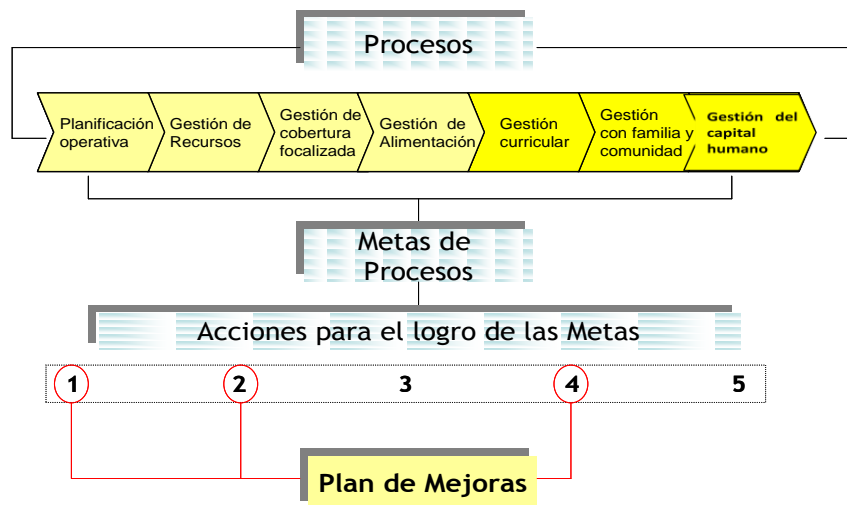 Procesos
Planificación
operativa
Gestión de
Recursos
Gestión de
cobertura
focalizada
Gestión de
Alimentación
Gestión
curricular
Gestión
con familia y
comunidad
Gestión del
capital
humano
Metas de
Procesos
Acciones para el logro de las Metas
1 2 3 4 5
Plan de Mejoras